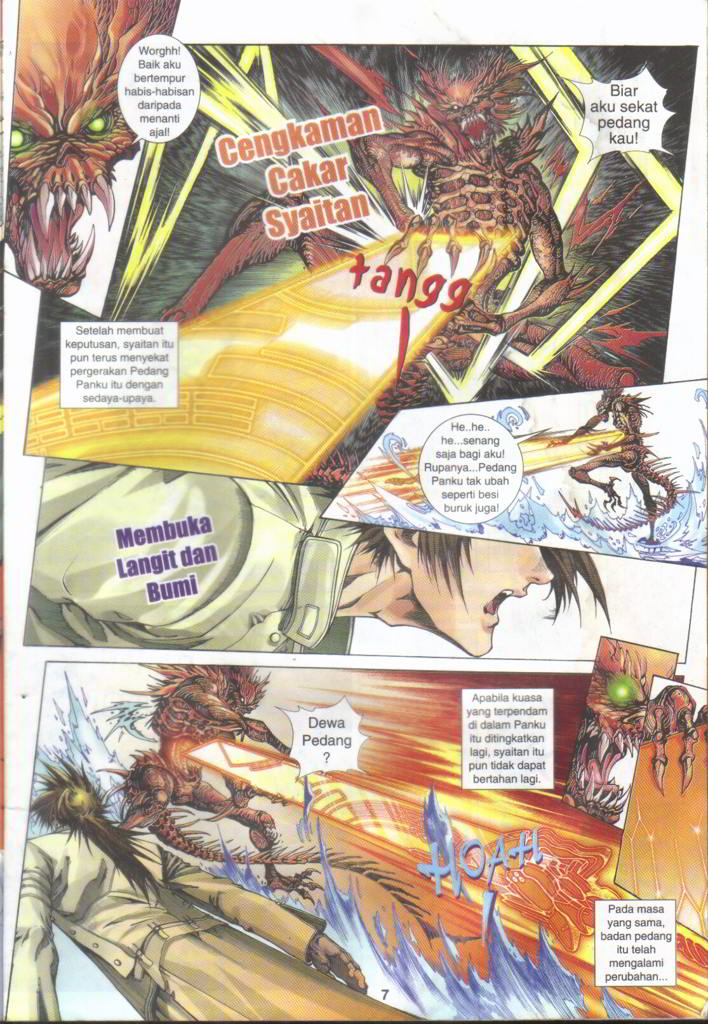 Worghh!
Baik aku
bertempur
habis-habisan
daripada
menanti
ajal!
Cengkaman
Cakar
Syaitan
Biar
aku sekat
pedang
kau!
tangg
!
Setelah membuat
keputusan, syaitan itu
pun terus menyekat
pergerakan Pedang
Panku itu dengan
sedaya-upaya.
He..he..
he...senang
saja bagi aku!
Rupanya...Pedang
Panku tak ubah
seperti besi
buruk juga!
Membuka
Langit dan
Bumi
Dewa
Pedang
?
Apabila kuasa
yang terpendam
di dalam Panku
itu ditingkatkan
lagi, syaitan itu
pun tidak dapat
bertahan lagi.
HOAH
!
Pada masa
yang sama,
badan pedang
itu telah
mengalami
perubahan...
7